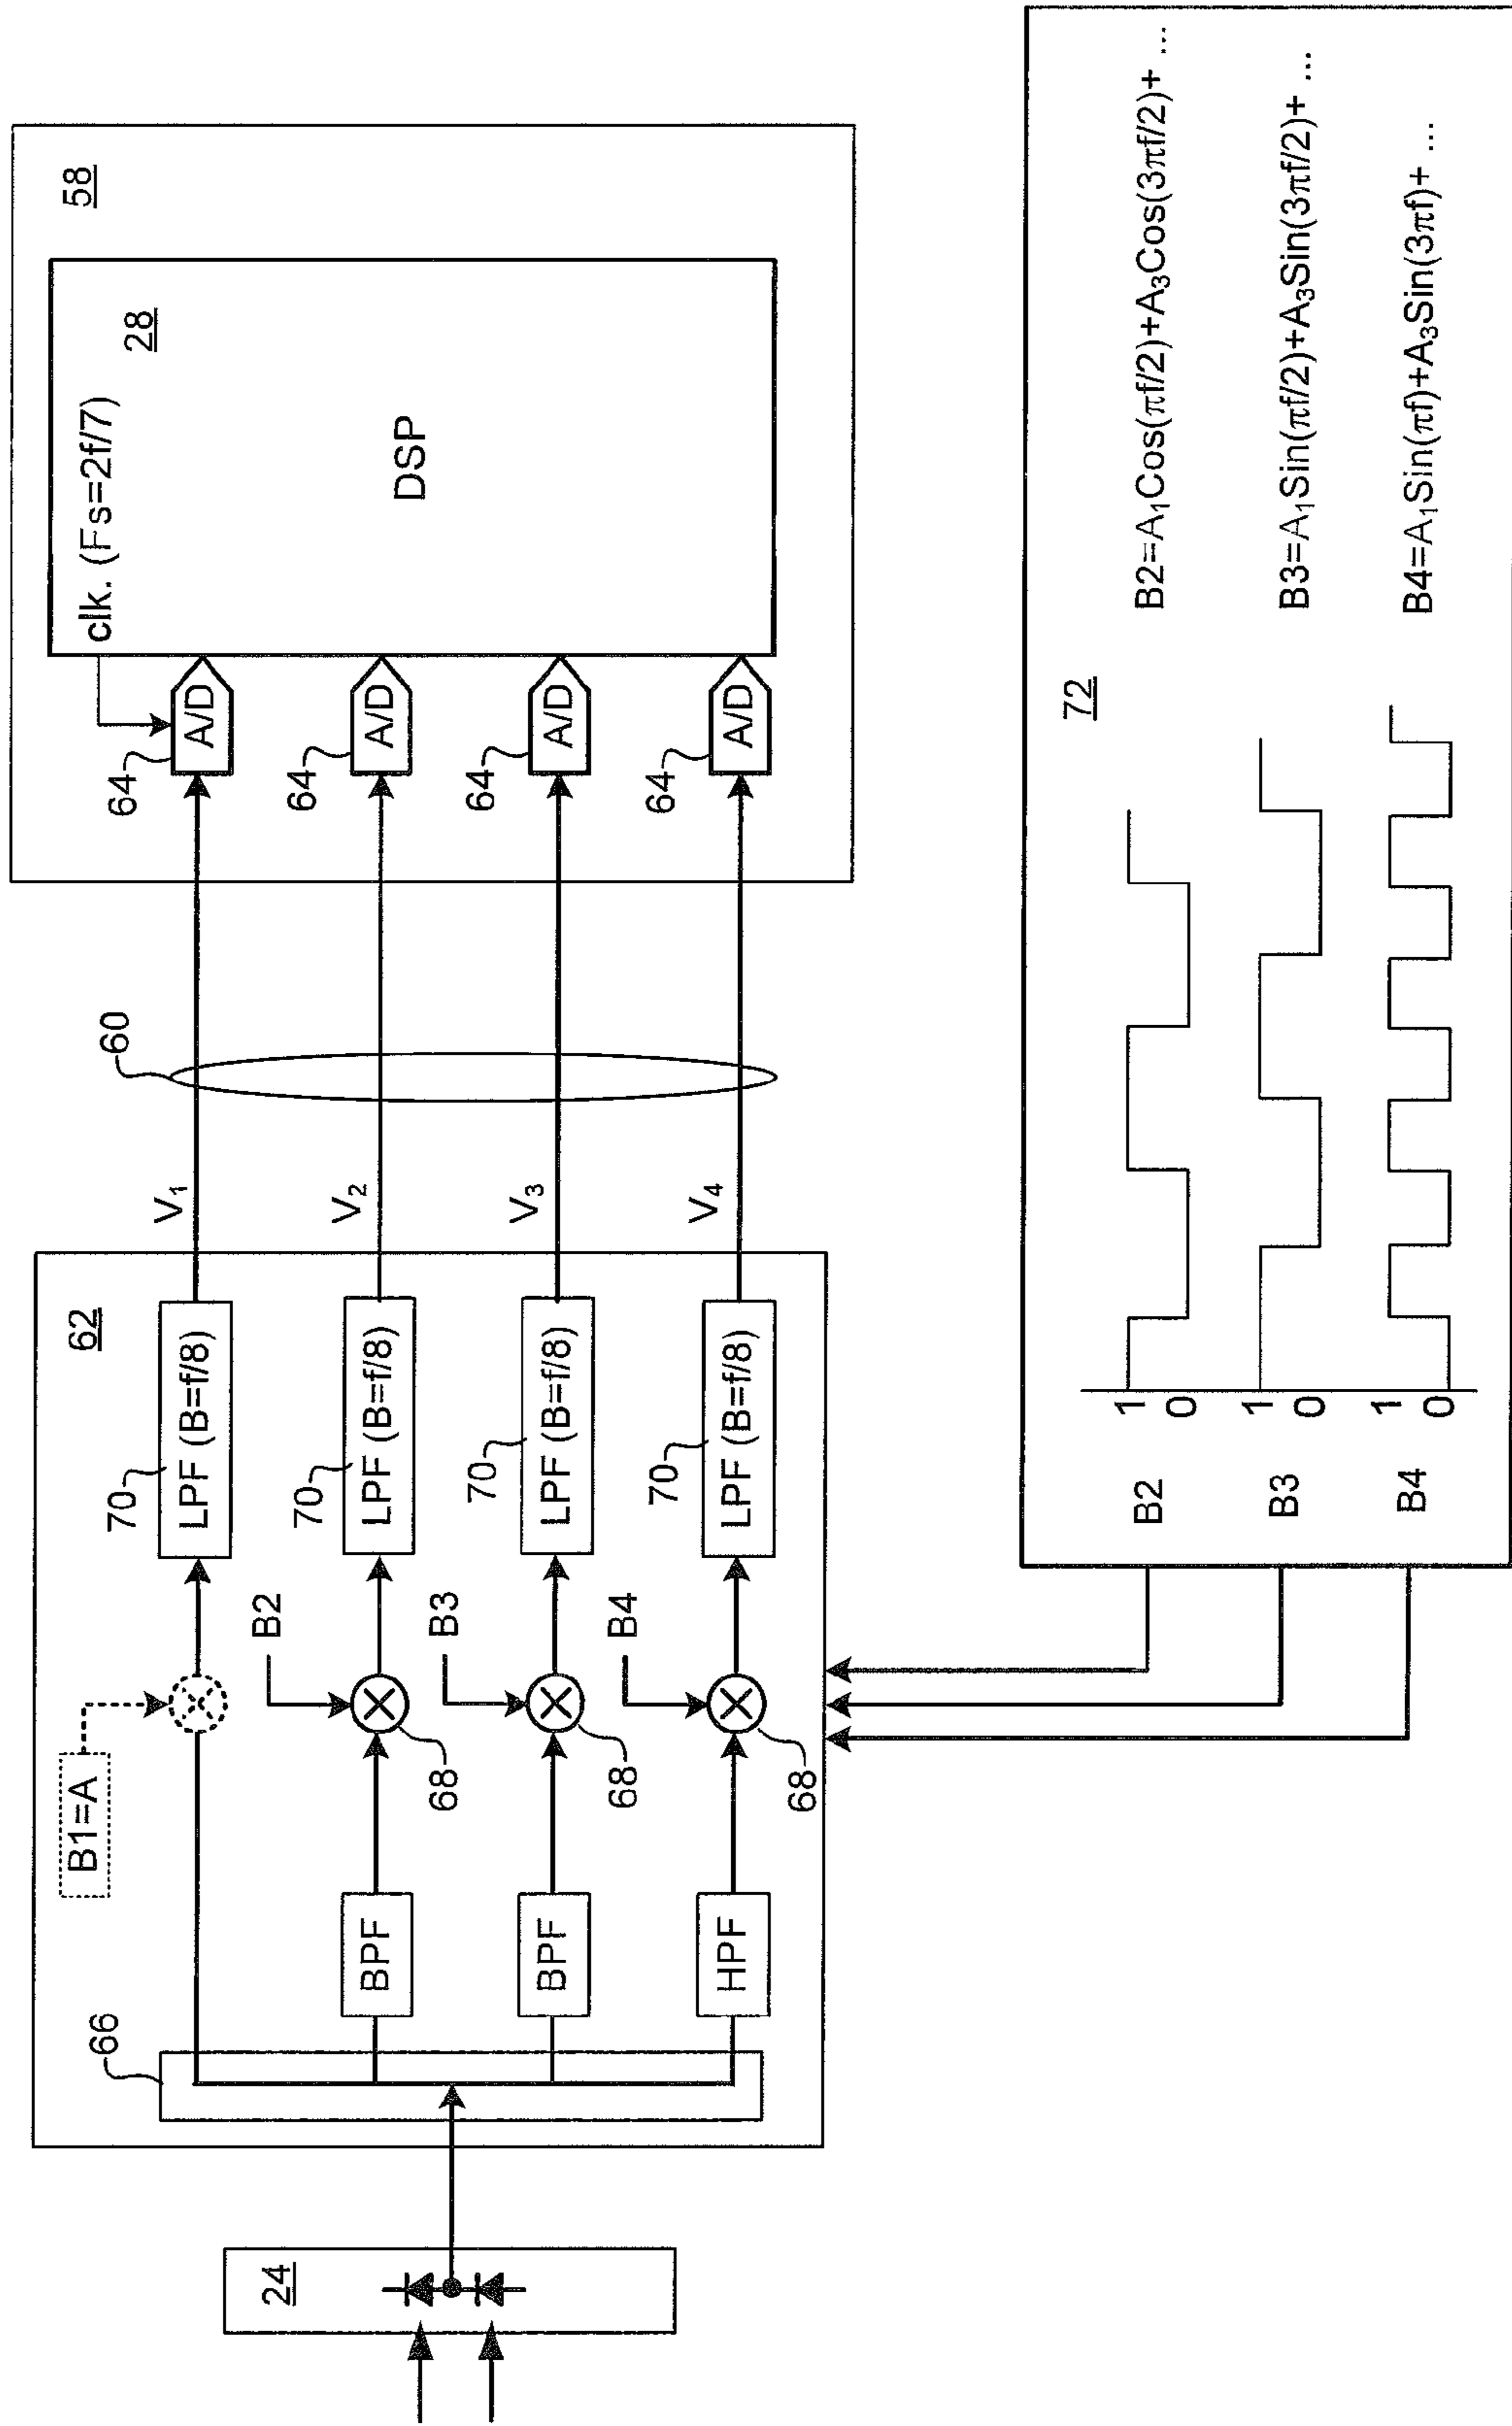 24
66
62
B1=A
BPF
BPF
HPF
B2
B3
B4
68
68
68
70
LPF (B=f/8)
70
LPF (B=f/8)
70
LPF (B=f/8)
70
LPF (B=f/8)
V1
V2
V3
V4
60
58
64
A/D
64
A/D
64
A/D
64
A/D
clk. (Fs=2f/7)
28
DSP
72
B2
1
0
B2=A₁Cos(πf/2)+A₃Cos(3πf/2)+ ...
B3
1
0
B3=A₁Sin(πf/2)+A₃Sin(3πf/2)+ ...
B4
1
0
B4=A₁Sin(πf)+A₃Sin(3πf)+ ...